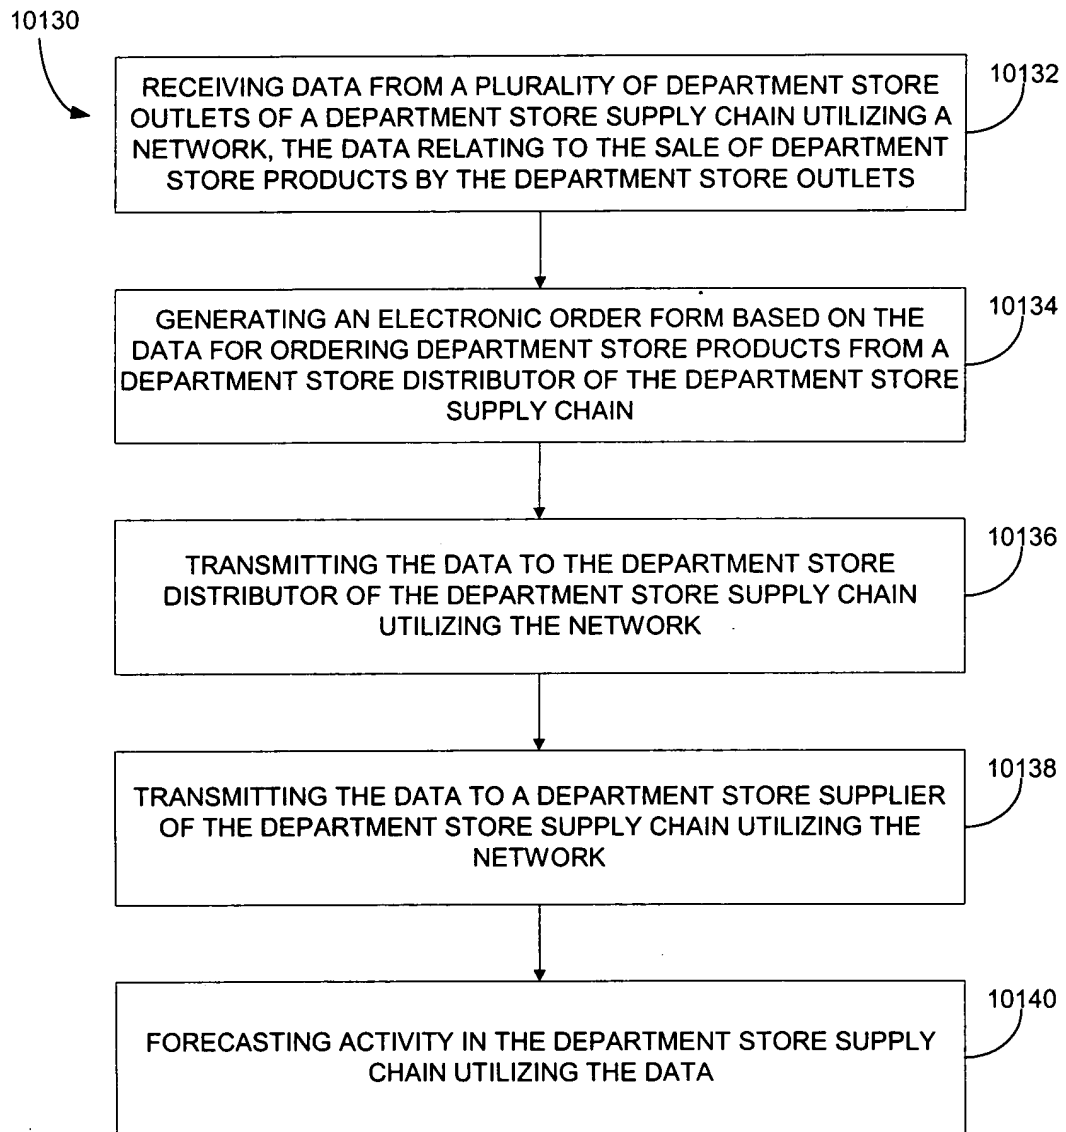 10130
10132
RECEIVING DATA FROM A PLURALITY OF DEPARTMENT STORE
OUTLETS OF A DEPARTMENT STORE SUPPLY CHAIN UTILIZING A
NETWORK, THE DATA RELATING TO THE SALE OF DEPARTMENT
STORE PRODUCTS BY THE DEPARTMENT STORE OUTLETS
10134
GENERATING AN ELECTRONIC ORDER FORM BASED ON THE
DATA FOR ORDERING DEPARTMENT STORE PRODUCTS FROM A
DEPARTMENT STORE DISTRIBUTOR OF THE DEPARTMENT STORE
SUPPLY CHAIN
10136
TRANSMITTING THE DATA TO THE DEPARTMENT STORE
DISTRIBUTOR OF THE DEPARTMENT STORE SUPPLY CHAIN
UTILIZING THE NETWORK
10138
TRANSMITTING THE DATA TO A DEPARTMENT STORE SUPPLIER
OF THE DEPARTMENT STORE SUPPLY CHAIN UTILIZING THE
NETWORK
10140
FORECASTING ACTIVITY IN THE DEPARTMENT STORE SUPPLY
CHAIN UTILIZING THE DATA